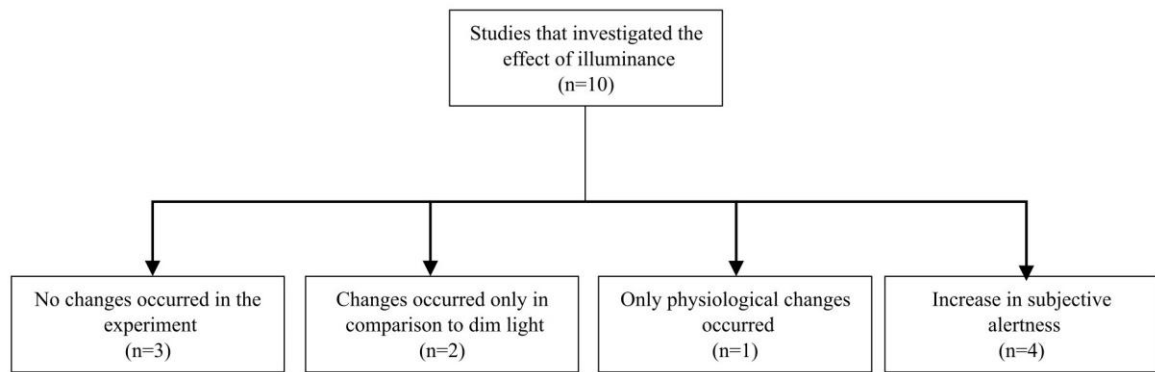 Studies that investigated the
effect of illuminance
(n=10)
No changes occurred in the
experiment
(n=3)
Changes occurred only in
comparison to dim light
(n=2)
Only physiological changes
occurred
(n=1)
Increase in subjective
alertness
(n=4)